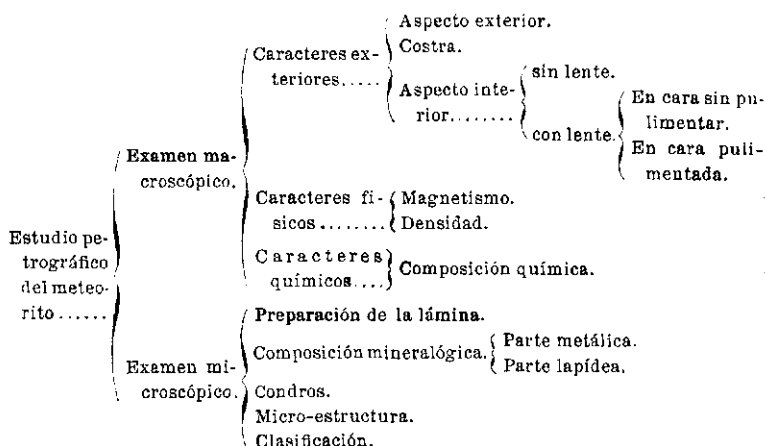 Estudio pe-
trográfico
del meteo-
rito......
Examen ma-
croscópico.
Caracteres ex-
teriores.....
Aspecto exterior.
Costra.
Aspecto inte-
rior........
sin lente.
con lente.
En cara sin pu-
limentar.
En cara puli-
mentada.
Caracteres fi-
sicos........
Magnetismo.
Densidad.
Caracteres
químicos....
Composición química.
Examen mi-
croscópico.
Preparación de la lámina.
Composición mineralógica.
Parte metálica.
Parte lapídea.
Condros.
Micro-estructura.
Clasificación.